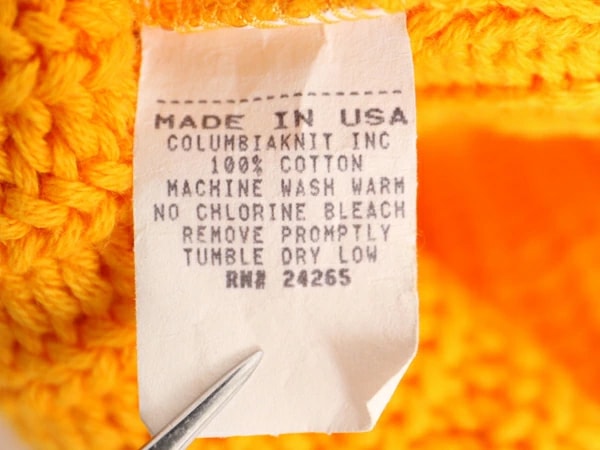 MADE IN USA
COLUMBIAKNIT INC
100% COTTON
MACHINE WASH WARM
NO CHLORINE BLEACH
REMOVE PROMPTLY
TUMBLE DRY LOW
RN# 24265